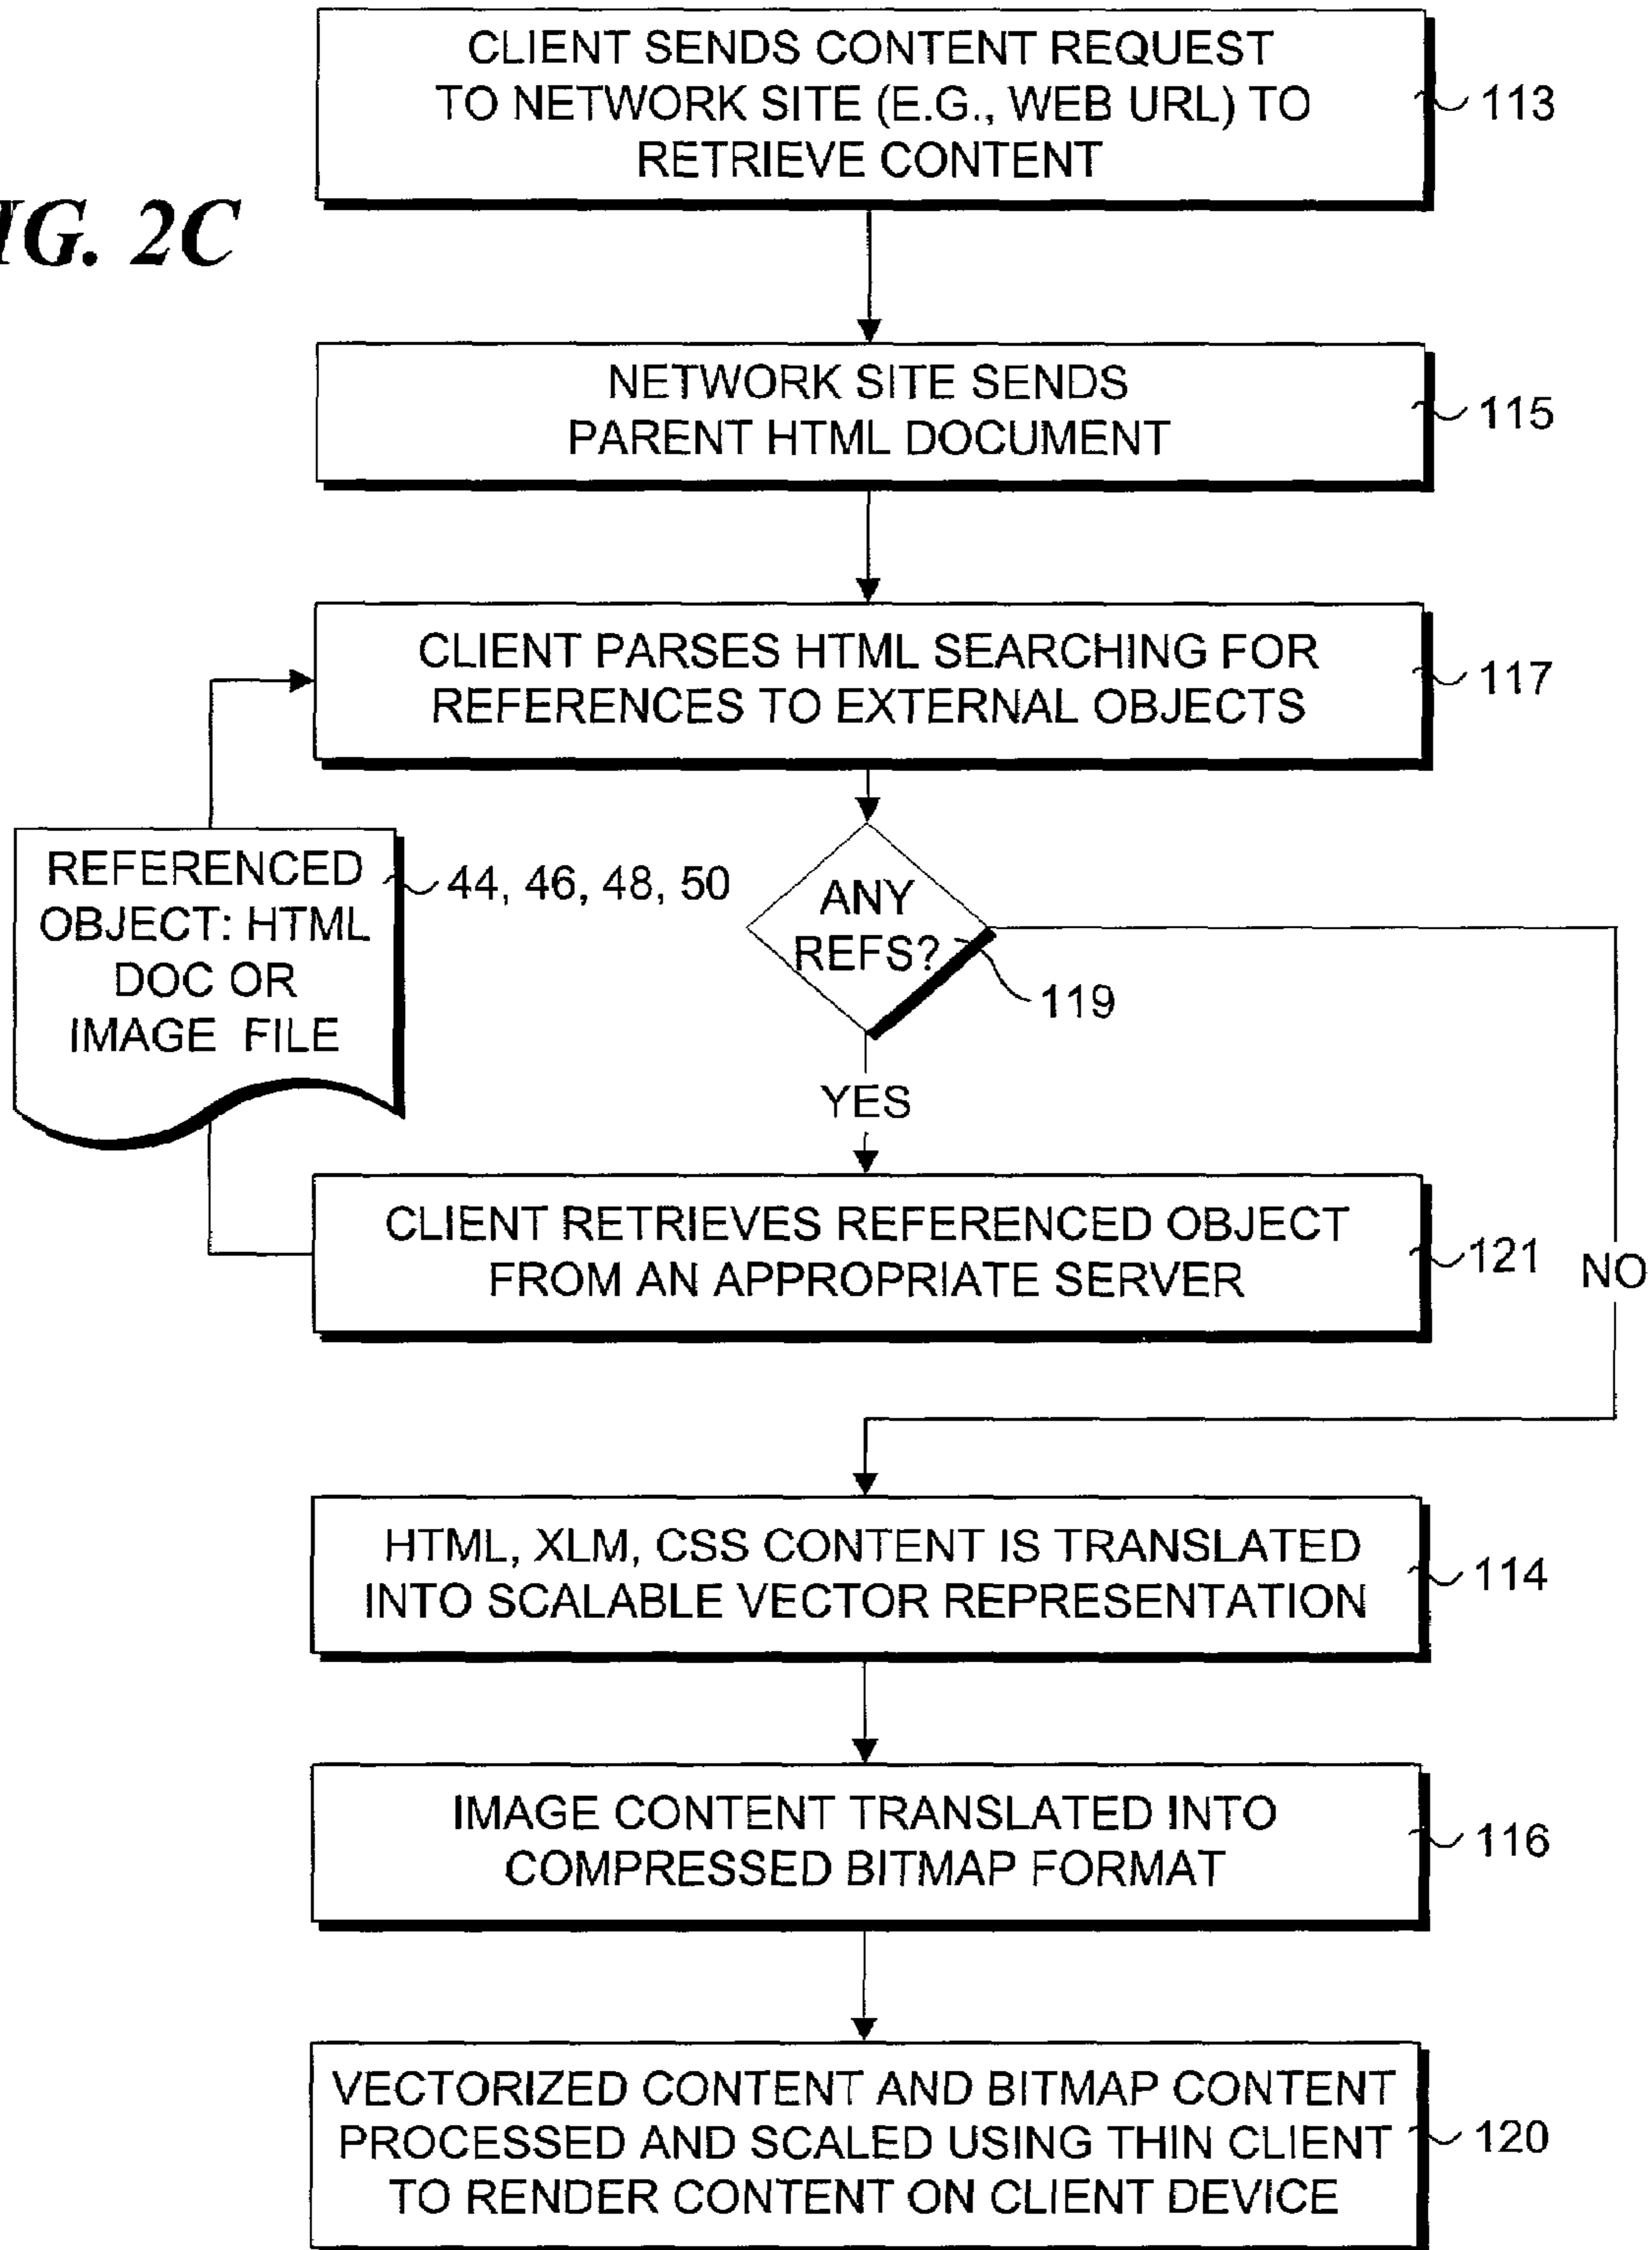 CLIENT SENDS CONTENT REQUEST
TO NETWORK SITE (E.G., WEB URL) TO
RETRIEVE CONTENT
113
IG. 2C
NETWORK SITE SENDS
PARENT HTML DOCUMENT
115
CLIENT PARSES HTML SEARCHING FOR
REFERENCES TO EXTERNAL OBJECTS
117
REFERENCED
OBJECT: HTML
DOC OR
IMAGE FILE
44, 46, 48, 50
ANY
REFS?
119
YES
CLIENT RETRIEVES REFERENCED OBJECT
FROM AN APPROPRIATE SERVER
121
NO
HTML, XLM, CSS CONTENT IS TRANSLATED
INTO SCALABLE VECTOR REPRESENTATION
114
IMAGE CONTENT TRANSLATED INTO
COMPRESSED BITMAP FORMAT
116
VECTORIZED CONTENT AND BITMAP CONTENT
PROCESSED AND SCALED USING THIN CLIENT
TO RENDER CONTENT ON CLIENT DEVICE
120